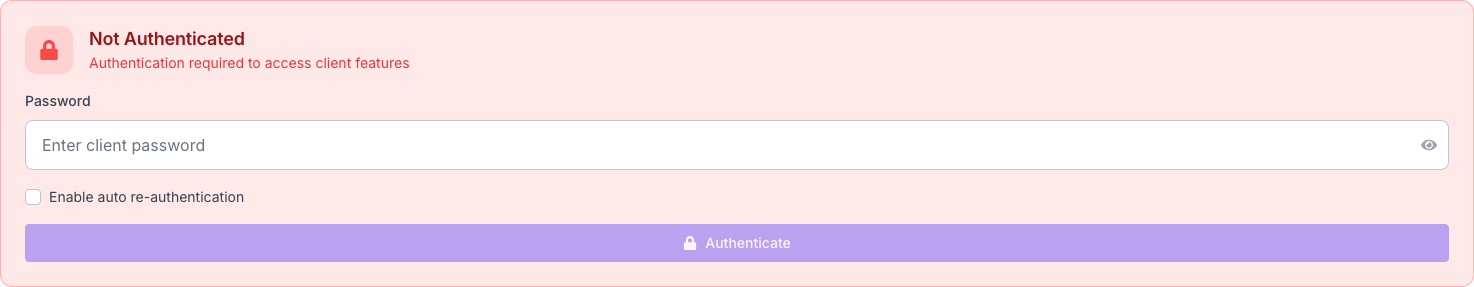 Not Authenticated
Authentication required to access client features
Password
Enter client password
Enable auto re-authentication
Authenticate